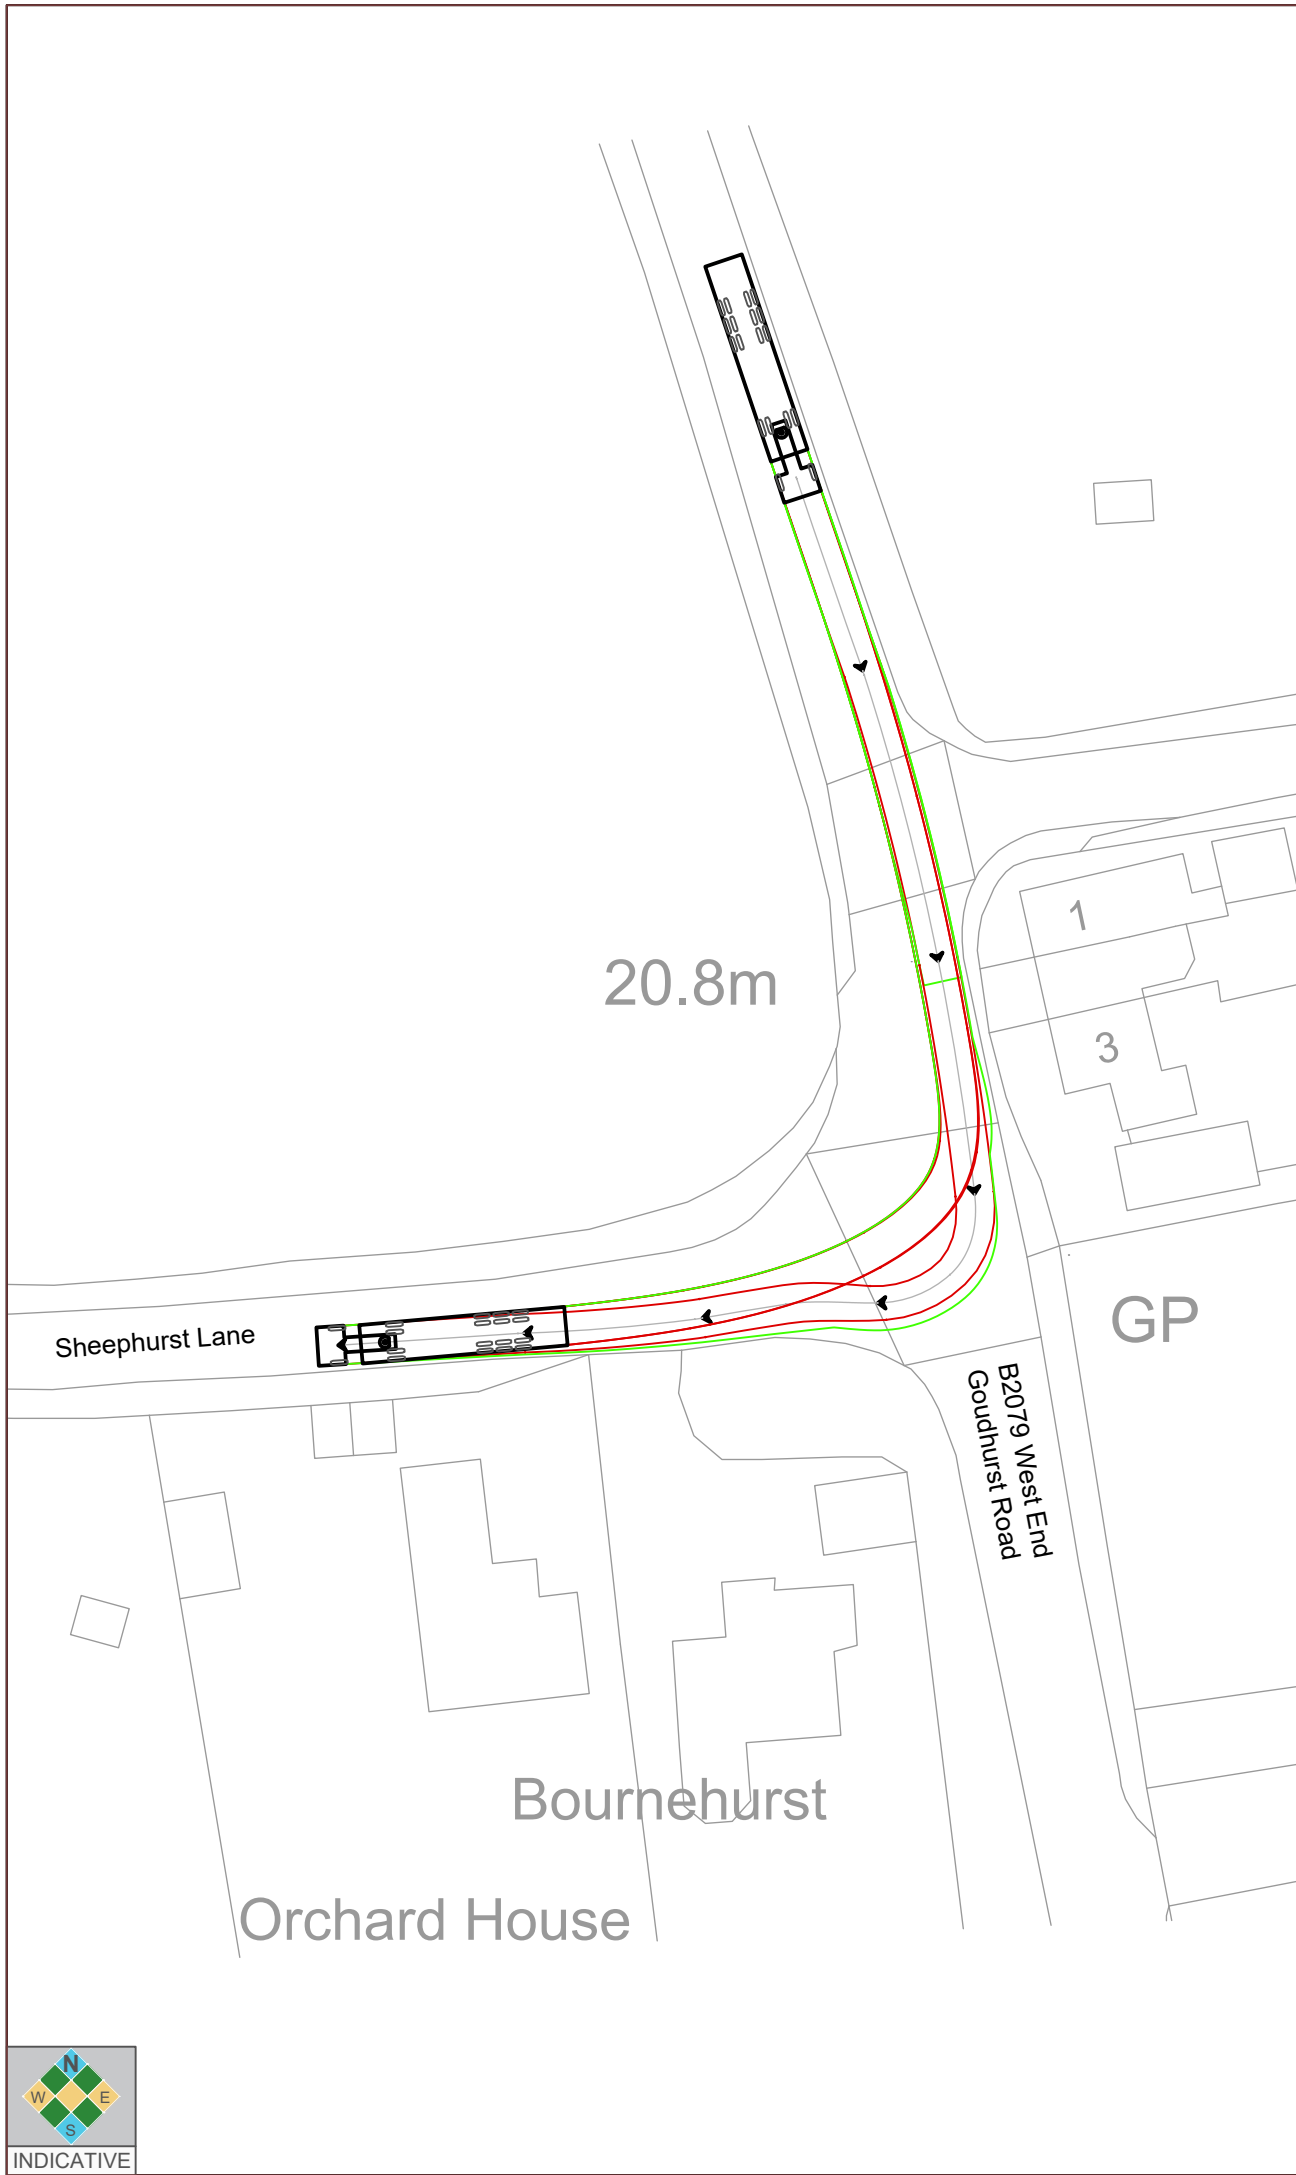 1
20.8m
3
GP
Sheephurst Lane
B2079 West End
Goudhurst Road
Bournehurst
Orchard House
N
W
E
S
INDICATIVE